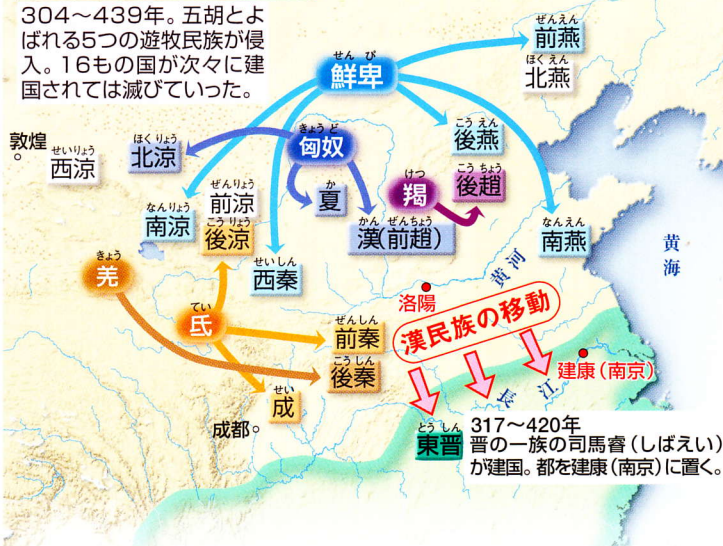 304～439年。五胡とよ
ばれる5つの遊牧民族が侵
入。16もの国が次々に建
国されては滅びていった。
せんぴ
鮮卑
ぜんえん
前燕
ほくえん
北燕
こうえん
後燕
きょうど
匈奴
けつ
羯
こうちょう
後趙
敦煌
せいりょう
西涼
ほくりょう
北涼
か
夏
かん ぜんちょう
漢(前趙)
なんえん
南燕
なんりょう
南涼
ぜんりょう
前涼
こうりょう
後涼
せいしん
西秦
きょう
羌
てい
氐
ぜんしん
前秦
こうしん
後秦
せい
成
成都
黄河
黄海
洛陽
漢民族の移動
建康(南京)
長江
とうしん
東晋
317～420年
晋の一族の司馬睿(しばえい)
が建国。都を建康(南京)に置く。